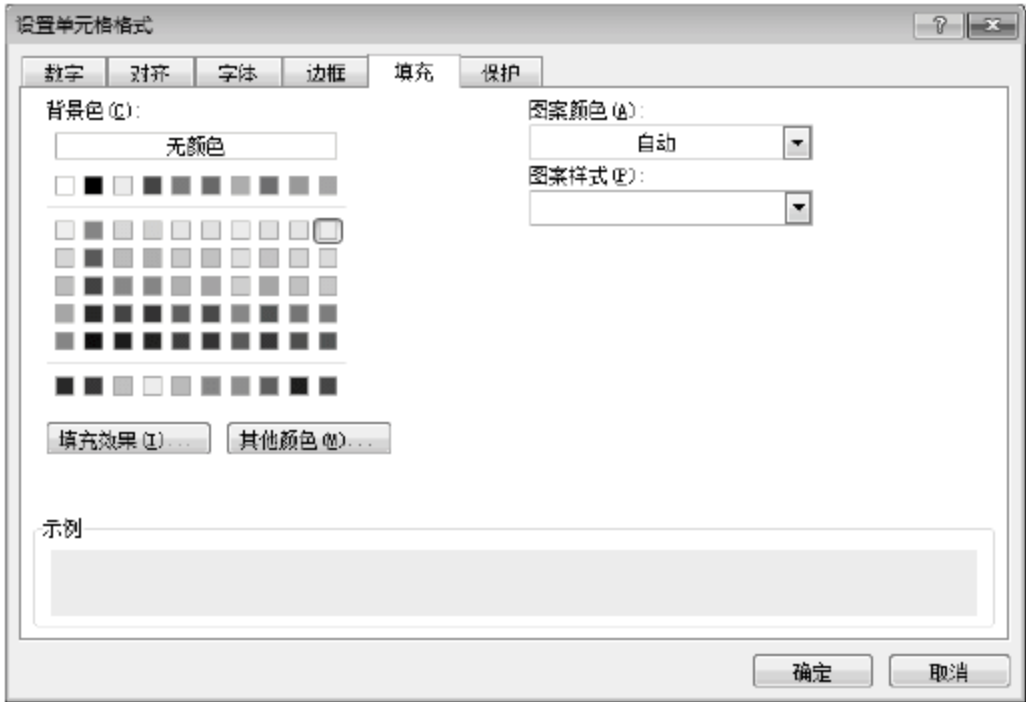 设置单元格格式
数字 对齐 字体 边框 填充 保护
背景色(C):
无颜色
图案颜色(A):
自动
图案样式(P):
填充效果(I)... 其他颜色(M)...
示例
确定 取消